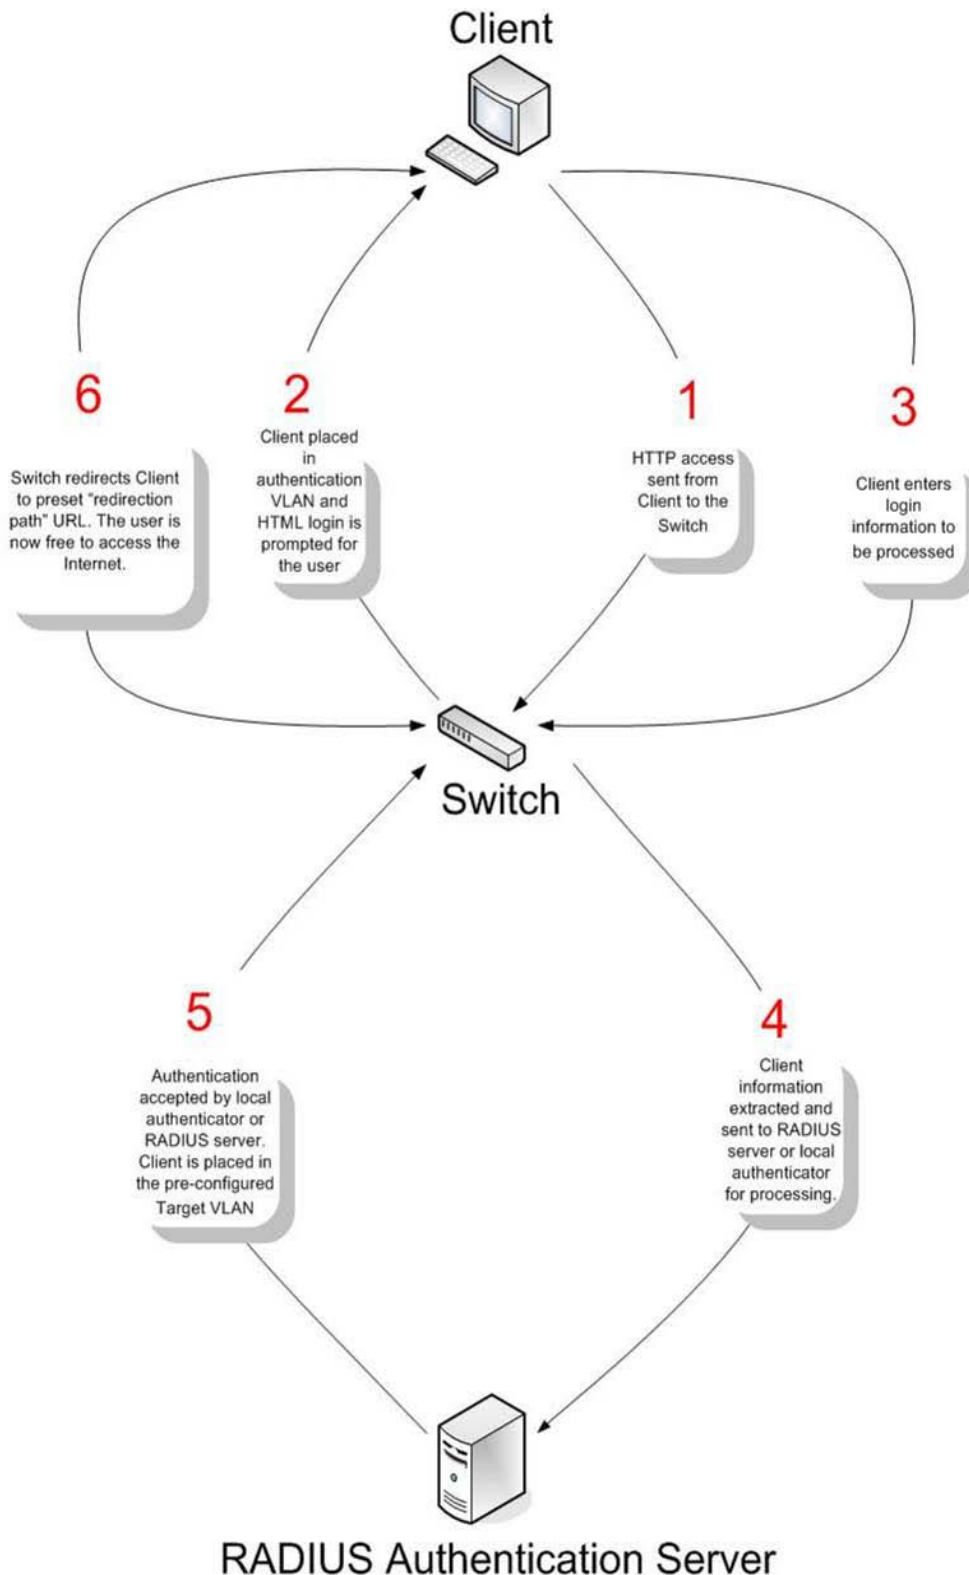 Client
6
Switch redirects Client
to preset "redirection
path" URL. The user is
now free to access the
Internet.
2
Client placed
in
authentication
VLAN and
HTML login is
prompted for
the user
1
HTTP access
sent from
Client to the
Switch
3
Client enters
login
information to
be processed
Switch
5
Authentication
accepted by local
authenticator or
RADIUS server.
Client is placed in
the pre-configured
Target VLAN
4
Client
information
extracted and
sent to RADIUS
server or local
authenticator
for processing.
RADIUS Authentication Server